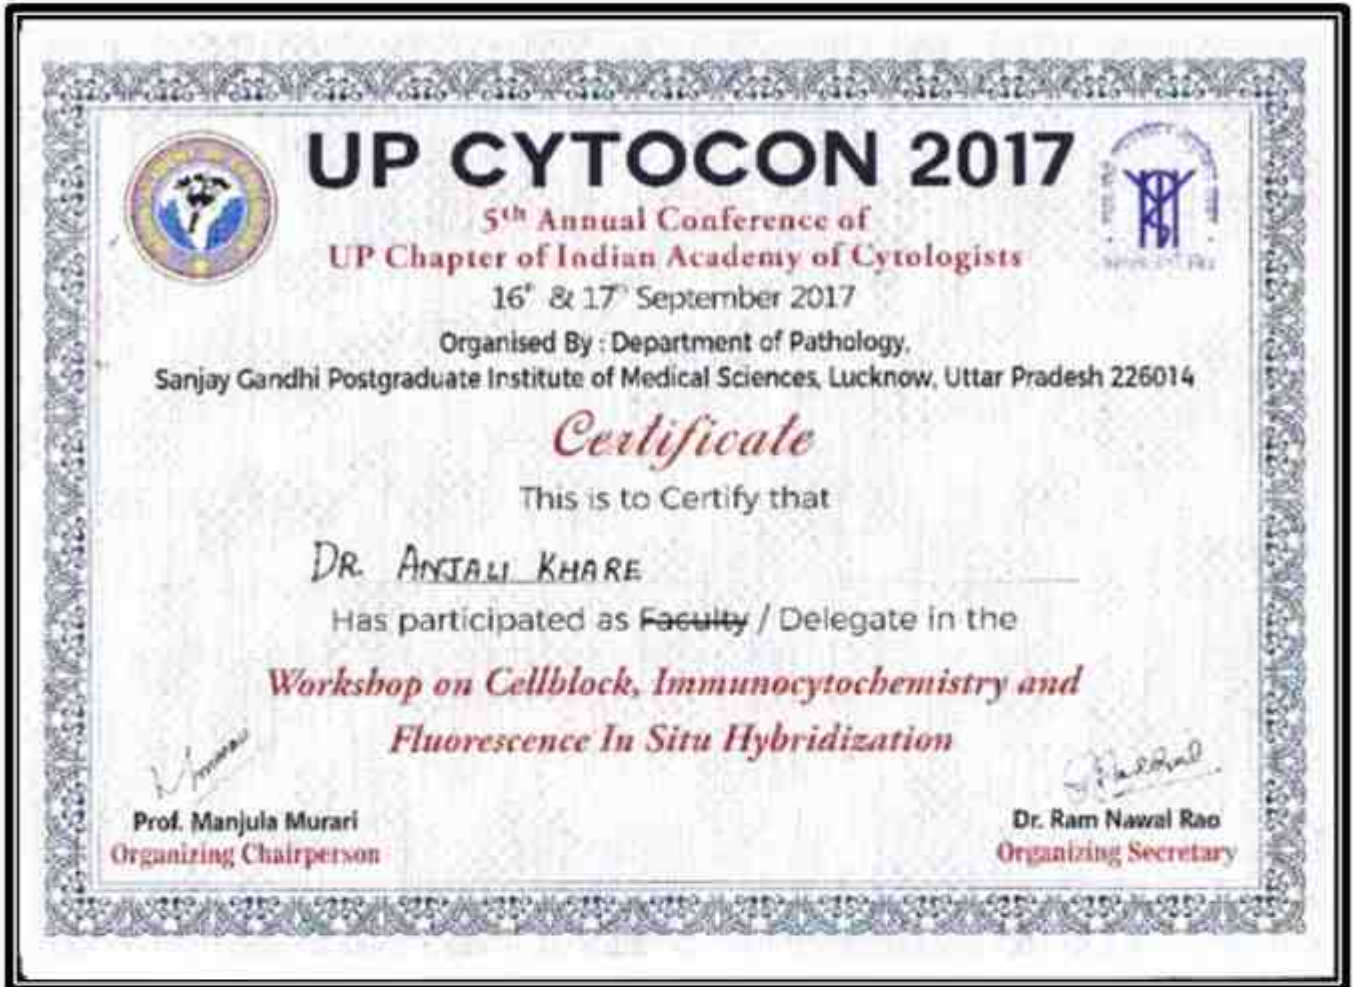 UP CYTOCON 2017
5th Annual Conference of
UP Chapter of Indian Academy of Cytologists
16th & 17th September 2017
Organised By : Department of Pathology,
Sanjay Gandhi Postgraduate Institute of Medical Sciences, Lucknow, Uttar Pradesh 226014
Certificate
This is to Certify that
DR. ANJALI KHARE
Has participated as Faculty / Delegate in the
Workshop on Cellblock, Immunocytochemistry and
Fluorescence In Situ Hybridization
Prof. Manjula Murari
Organizing Chairperson
Dr. Ram Nawal Rao
Organizing Secretary